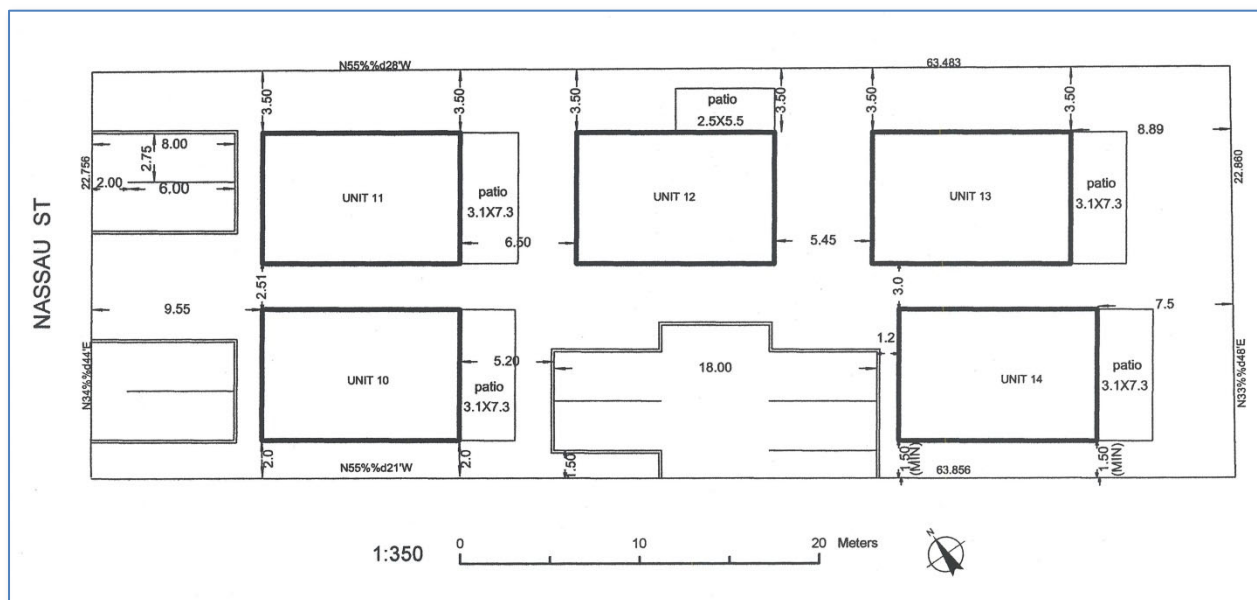 N55%%d28'W
63.483
3.50
3.50
3.50
3.50
3.50
3.50
patio
2.5X5.5
8.89
8.00
2.75
22.756
2.00
6.00
22.860
NASSAU ST
UNIT 11
patio
3.1X7.3
UNIT 12
UNIT 13
patio
3.1X7.3
6.50
5.45
2.51
3.0
9.55
7.5
1.2
5.20
18.00
N34%%d44'E
UNIT 10
patio
3.1X7.3
UNIT 14
patio
3.1X7.3
N33%%d48'E
2.0
N55%%d21'W
2.0
1.50
1.50
(MIN)
63.856
1.50
(MIN)
1:350
0
10
20
Meters
N